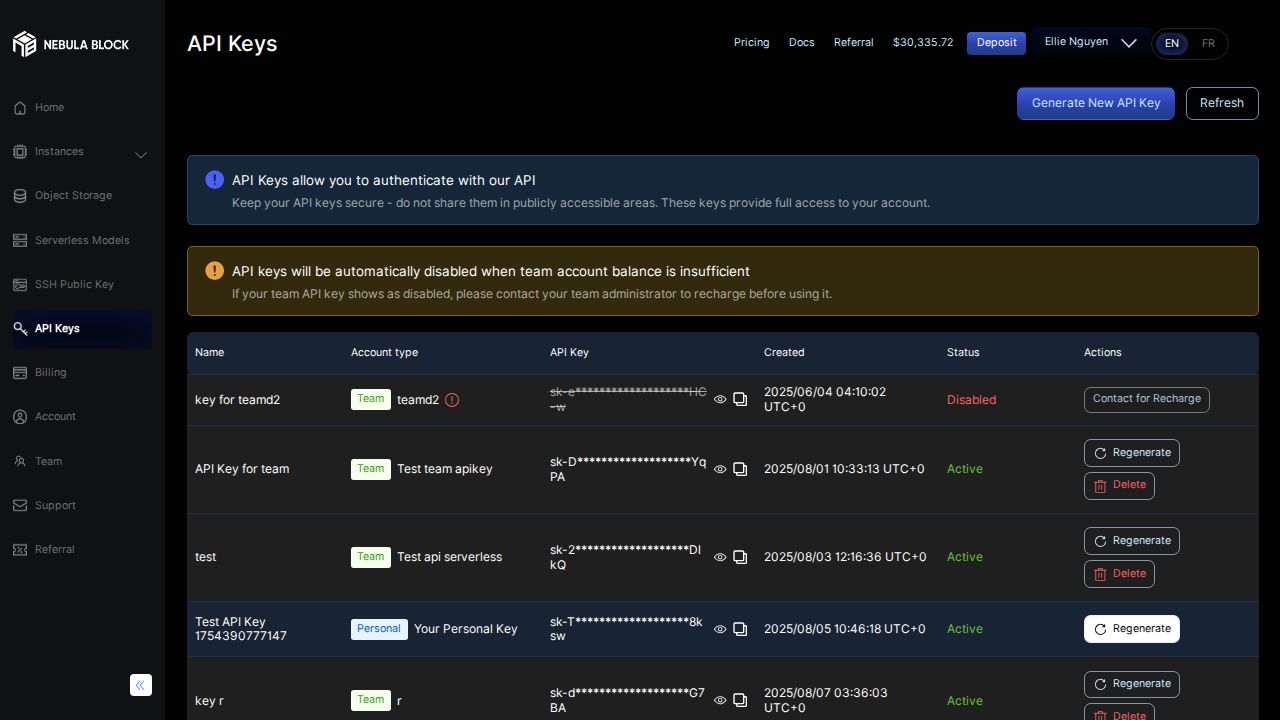 NEBULA BLOCK
API Keys
Pricing
Docs
Referral
$30,335.72
Deposit
Ellie Nguyen
EN
FR
Home
Instances
Object Storage
Serverless Models
SSH Public Key
API Keys
Billing
Account
Team
Support
Referral
Generate New API Key
Refresh
API Keys allow you to authenticate with our API
Keep your API keys secure - do not share them in publicly accessible areas. These keys provide full access to your account.
API keys will be automatically disabled when team account balance is insufficient
If your team API key shows as disabled, please contact your team administrator to recharge before using it.
Name
Account type
API Key
Created
Status
Actions
key for teamd2
Team
teamd2
sk-e********************HC
-w
2025/06/04 04:10:02
UTC+0
Disabled
Contact for Recharge
API Key for team
Team
Test team apikey
sk-D********************Yq
PA
2025/08/01 10:33:13 UTC+0
Active
Regenerate
Delete
test
Team
Test api serverless
sk-2********************DI
kQ
2025/08/03 12:16:36 UTC+0
Active
Regenerate
Delete
Test API Key
1754390777147
Personal
Your Personal Key
sk-T********************8k
sw
2025/08/05 10:46:18 UTC+0
Active
Regenerate
key r
Team
r
sk-d********************G7
BA
2025/08/07 03:36:03
UTC+0
Active
Regenerate
Delete